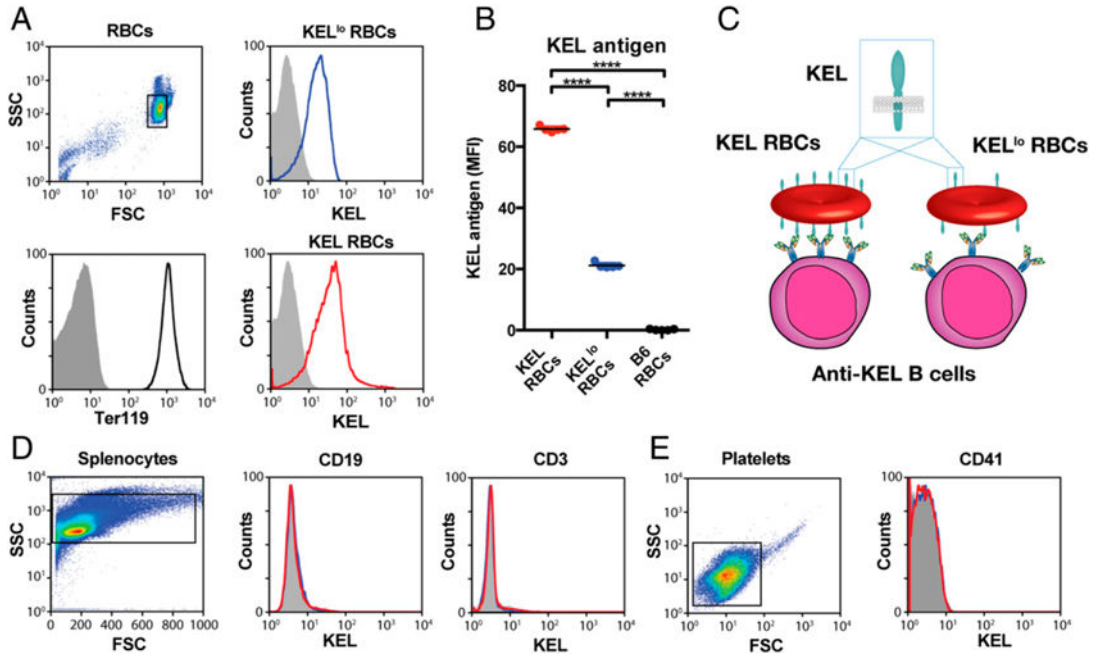 A
RBCs
SSC
10⁴
10³
10²
10¹
10⁰
10⁰ 10¹ 10² 10³ 10⁴
FSC
KELˡᵒ RBCs
Counts
100
0
10⁰ 10¹ 10² 10³ 10⁴
KEL
Counts
100
0
10⁰ 10¹ 10² 10³ 10⁴
Ter119
KEL RBCs
Counts
100
0
10⁰ 10¹ 10² 10³ 10⁴
KEL
B
KEL antigen
****
**** ****
KEL antigen (MFI)
80
60
40
20
0
KEL RBCs
KELˡᵒ RBCs
B6 RBCs
C
KEL
KEL RBCs
KELˡᵒ RBCs
Anti-KEL B cells
D
Splenocytes
SSC
10⁴
10³
10²
10¹
10⁰
0 200 400 600 800 1000
FSC
CD19
Counts
100
0
10⁰ 10¹ 10² 10³ 10⁴
KEL
CD3
Counts
100
0
10⁰ 10¹ 10² 10³ 10⁴
KEL
E
Platelets
SSC
10⁴
10³
10²
10¹
10⁰
10⁰ 10¹ 10² 10³ 10⁴
FSC
CD41
Counts
100
0
10⁰ 10¹ 10² 10³ 10⁴
KEL